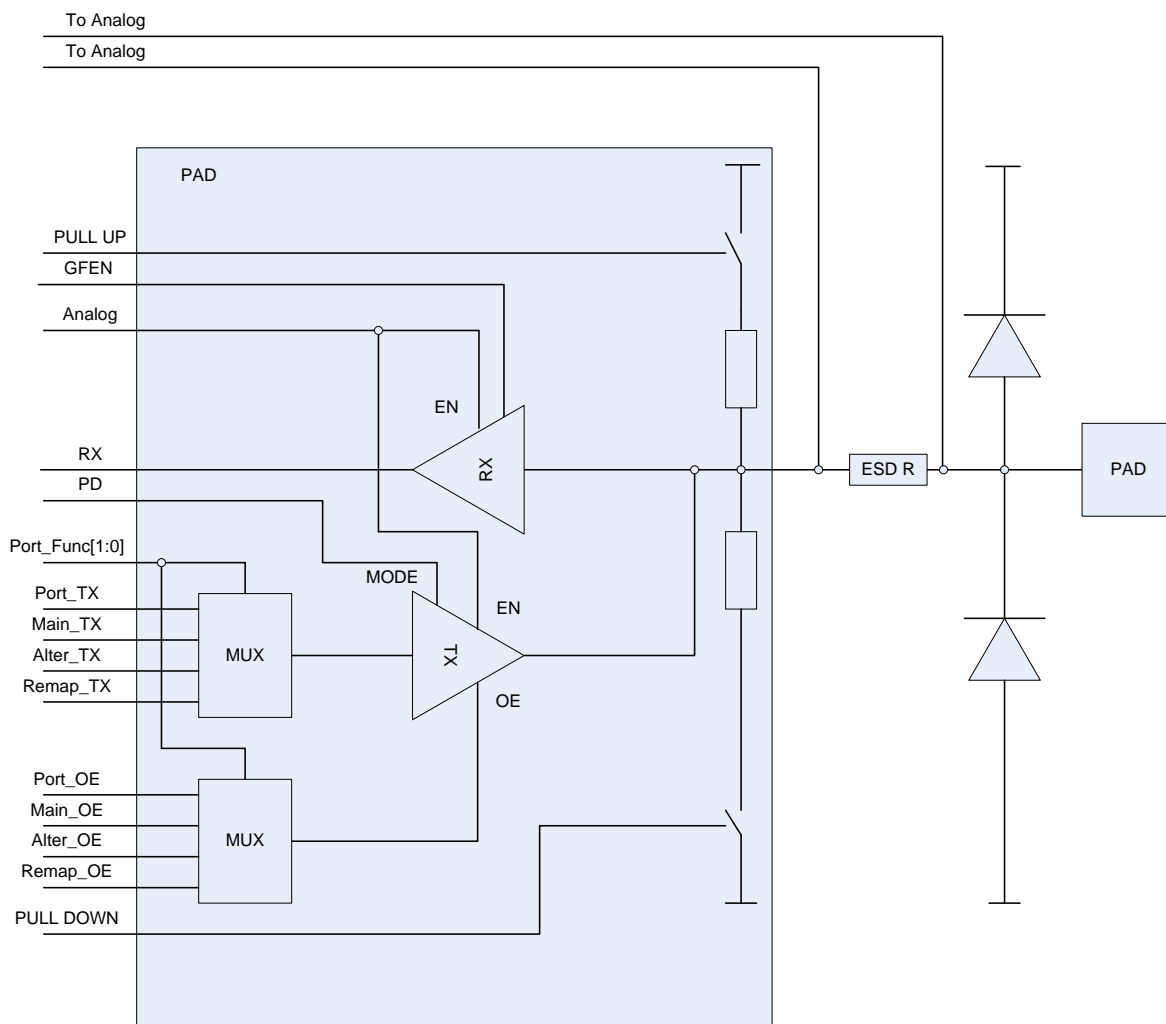 To Analog
To Analog
PAD
PULL UP
GFEN
Analog
EN
RX
RX
ESD R
PAD
PD
Port_Func[1:0]
MODE
Port_TX
EN
Main_TX
Alter_TX
MUX
TX
Remap_TX
OE
Port_OE
Main_OE
Alter_OE
MUX
Remap_OE
PULL DOWN